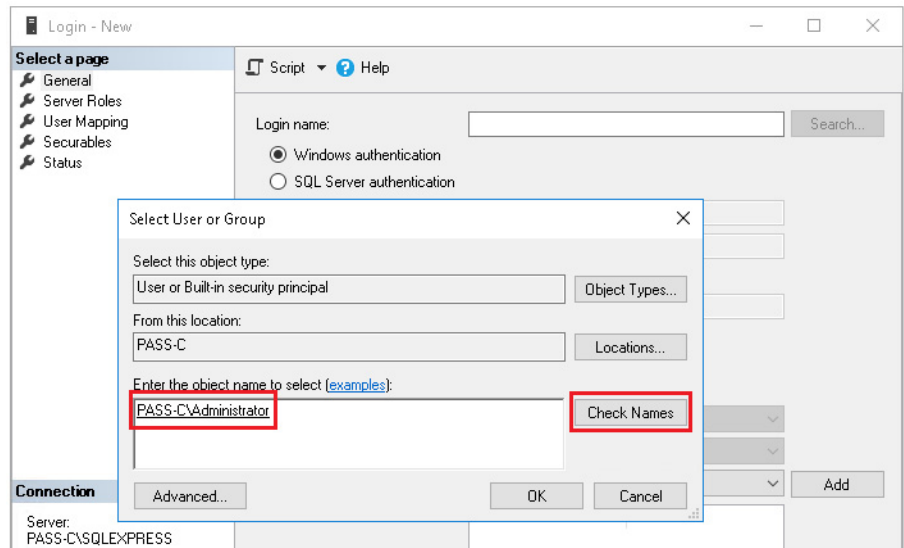 Login - New
Select a page
General
Server Roles
User Mapping
Securables
Status
Script
Help
Login name:
Search...
Windows authentication
SQL Server authentication
Select User or Group
Select this object type:
User or Built-in security principal
Object Types...
From this location:
PASS-C
Locations...
Enter the object name to select (examples):
PASS-C\Administrator
Check Names
Advanced...
OK
Cancel
Add
Connection
Server:
PASS-C\SQLEXPRESS